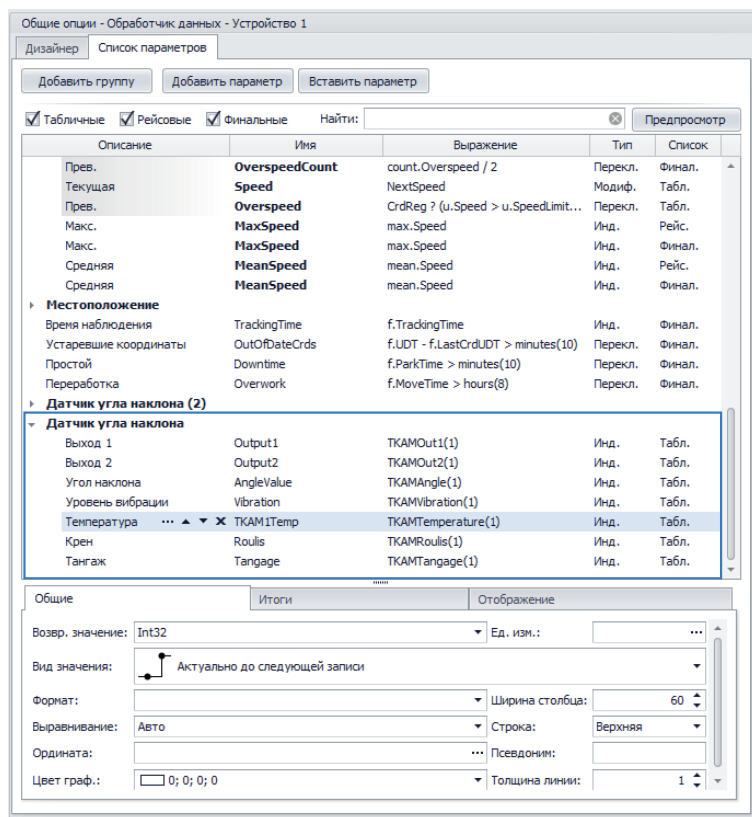 Общие опции - Обработчик данных - Устройство 1
Дизайнер Список параметров
Добавить группу Добавить параметр Вставить параметр
Табличные Рейсовые Финальные Найти: Предпросмотр
Описание Имя Выражение Тип Список
Прев. OverspeedCount count.Overspeed / 2 Перекл. Финал.
Текущая Speed NextSpeed Модиф. Табл.
Прев. Overspeed CrdReg ? (u.Speed > u.SpeedLimit... Перекл. Табл.
Макс. MaxSpeed max.Speed Инд. Рейс.
Макс. MaxSpeed max.Speed Инд. Финал.
Средняя MeanSpeed mean.Speed Инд. Рейс.
Средняя MeanSpeed mean.Speed Инд. Финал.
Местоположение
Время наблюдения TrackingTime f.TrackingTime Инд. Финал.
Устаревшие координаты OutOfDateCrds f.UDT - f.LastCrdUDT > minutes(10) Перекл. Финал.
Простой Downtime f.ParkTime > minutes(10) Перекл. Финал.
Переработка Overwork f.MoveTime > hours(8) Перекл. Финал.
Датчик угла наклона (2)
Датчик угла наклона
Выход 1 Output1 TKAMOut1(1) Инд. Табл.
Выход 2 Output2 TKAMOut2(1) Инд. Табл.
Угол наклона AngleValue TKAMAngle(1) Инд. Табл.
Уровень вибрации Vibration TKAMVibration(1) Инд. Табл.
Температура ... TKAM1Temp TKAMTemperature(1) Инд. Табл.
Крен Roulis TKAMRoulis(1) Инд. Табл.
Тангаж Tangage TKAMTangage(1) Инд. Табл.
Общие Итоги Отображение
Возвр. значение: Int32 Ед. изм.: ...
Вид значения: Актуально до следующей записи
Формат: Ширина столбца: 60
Выравнивание: Авто Строка: Верхняя
Ордината: ... Псевдоним:
Цвет граф.: 0; 0; 0; 0 Толщина линии: 1